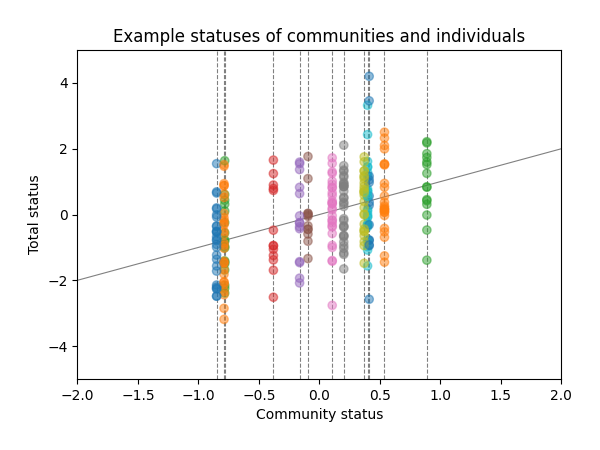 Example statuses of communities and individuals
4
2
0
−2
−4
Total status
−2.0 −1.5 −1.0 −0.5 0.0 0.5 1.0 1.5 2.0
Community status